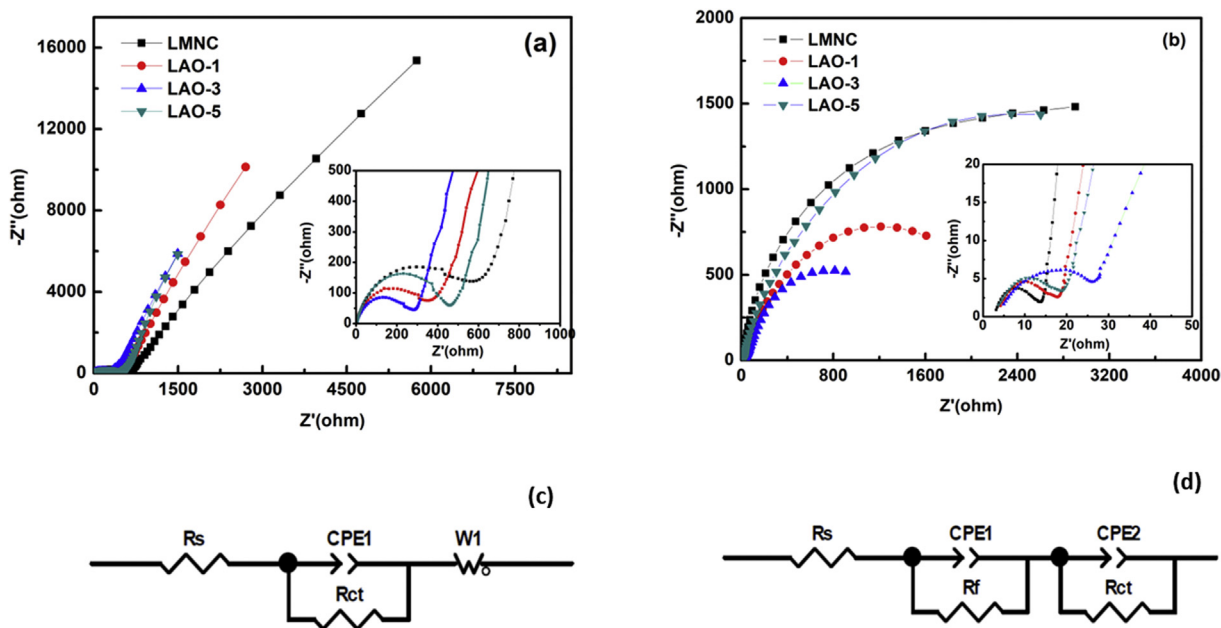 (a)
LMNC
LAO-1
LAO-3
LAO-5
-Z''(ohm)
16000
12000
8000
4000
0
0 1500 3000 4500 6000 7500
Z'(ohm)
-Z''(ohm)
500
400
300
200
100
0
0 200 400 600 800 1000
Z'(ohm)
(b)
LMNC
LAO-1
LAO-3
LAO-5
-Z''(ohm)
2000
1500
1000
500
0
0 800 1600 2400 3200 4000
Z'(ohm)
-Z''(ohm)
20
15
10
5
0
0 10 20 30 40 50
Z'(ohm)
(c)
Rs CPE1 W1
Rct
(d)
Rs CPE1 CPE2
Rf Rct